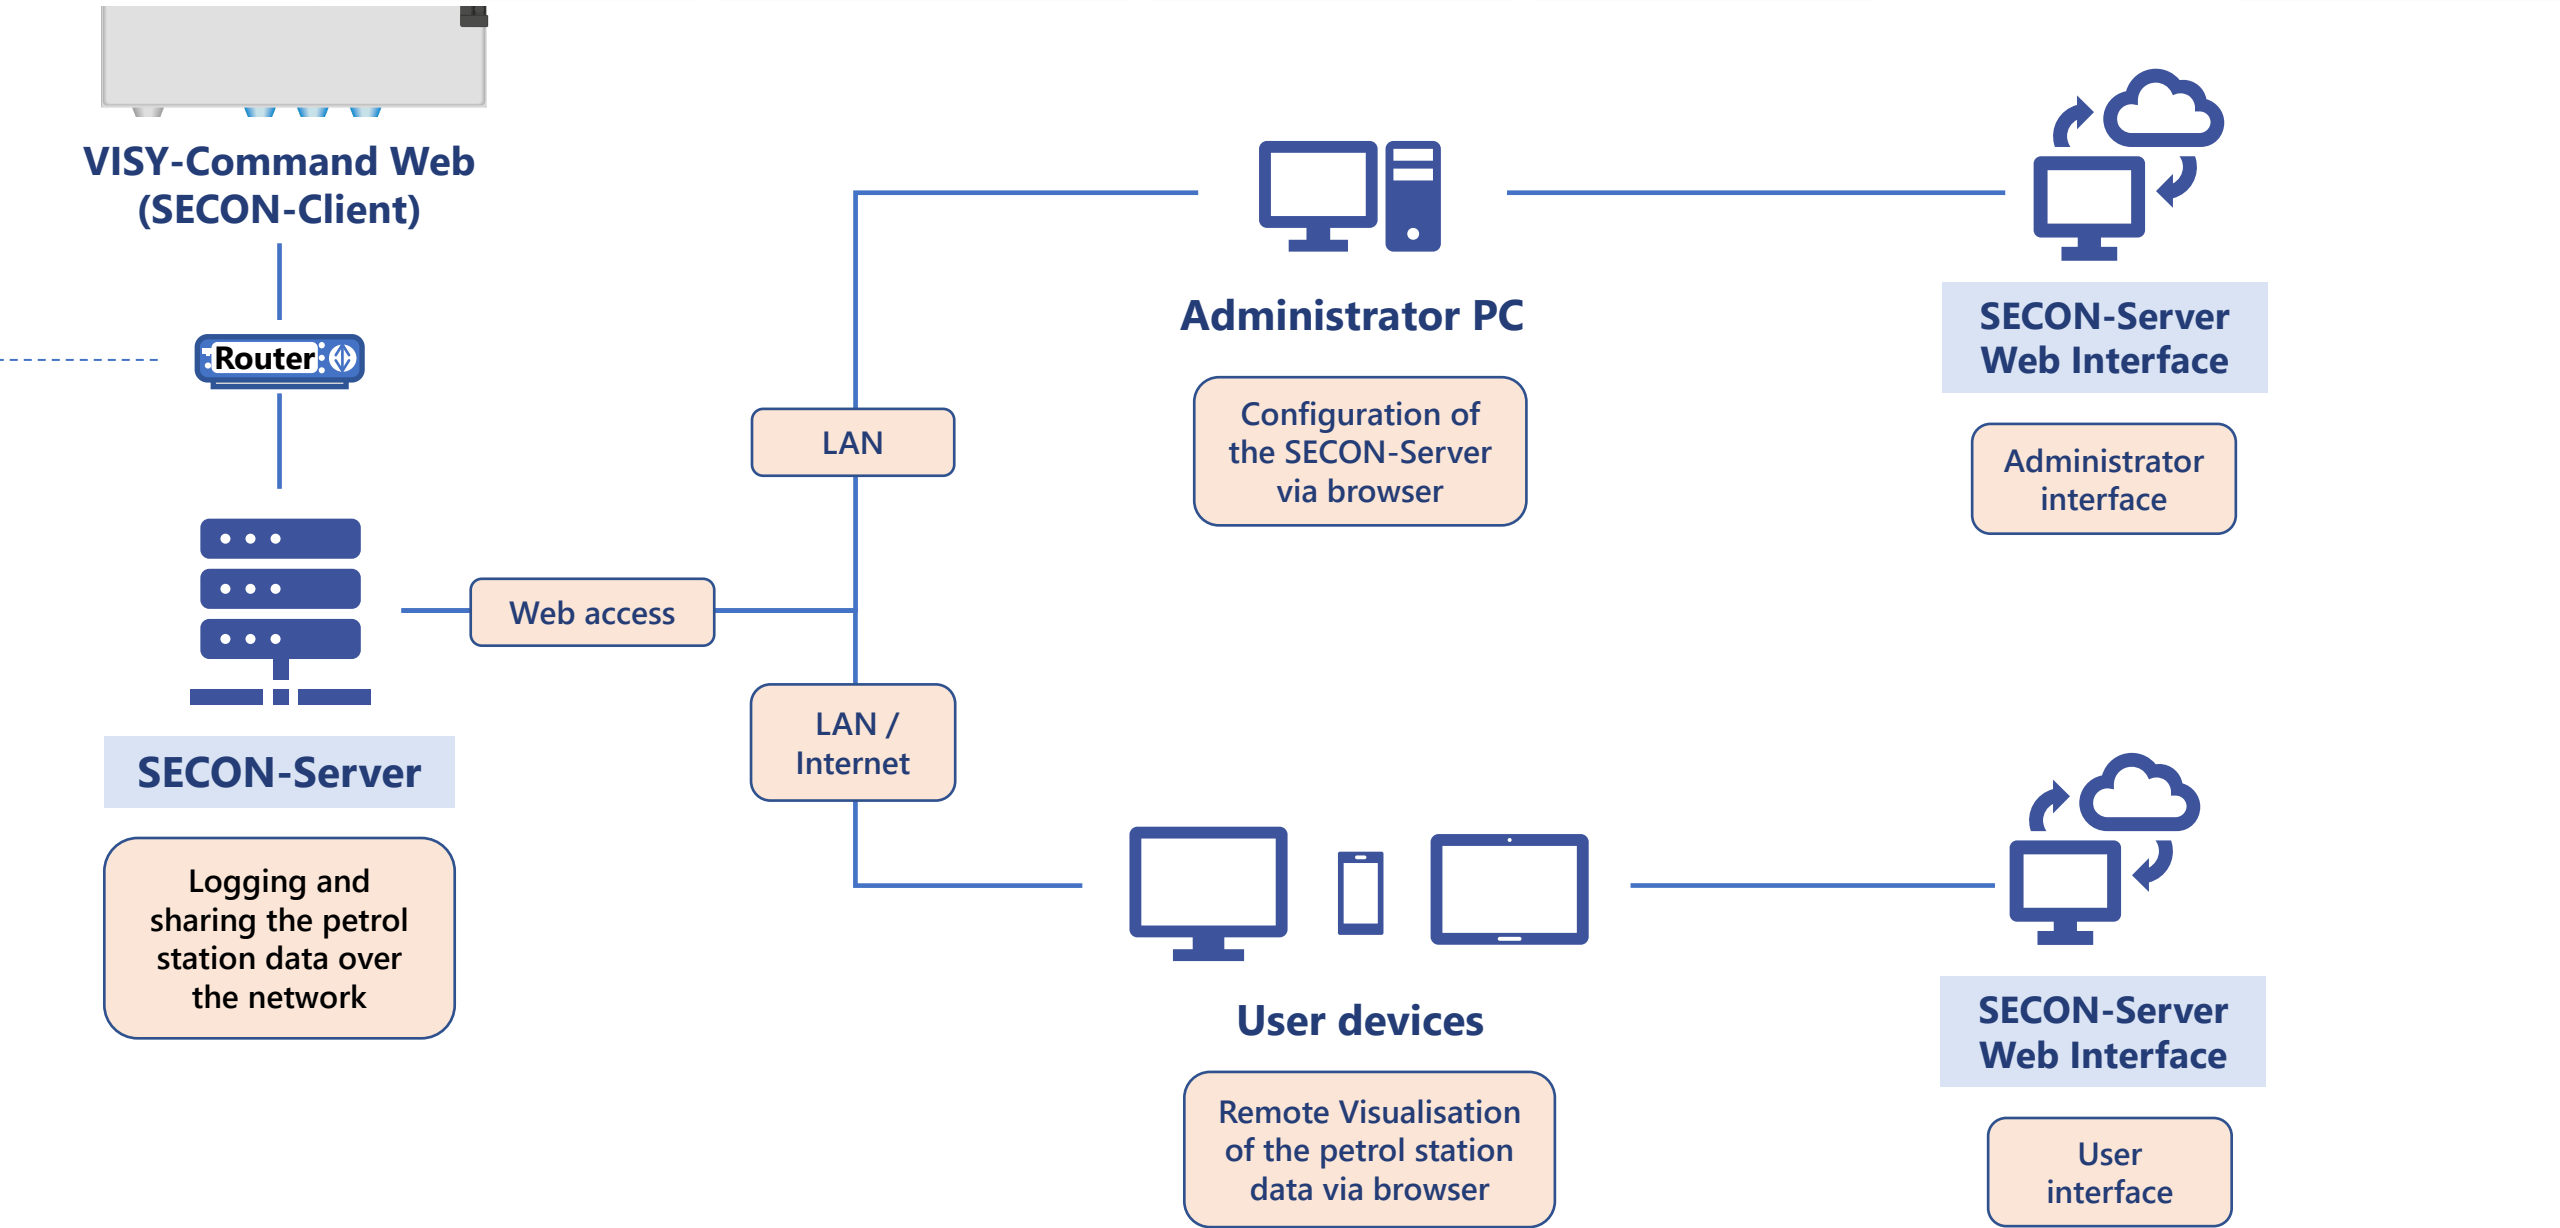 VISY-Command Web
(SECON-Client)
Router
SECON-Server
Logging and
sharing the petrol
station data over
the network
Web access
LAN
LAN /
Internet
Administrator PC
Configuration of
the SECON-Server
via browser
SECON-Server
Web Interface
Administrator
interface
User devices
Remote Visualisation
of the petrol station
data via browser
SECON-Server
Web Interface
User
interface